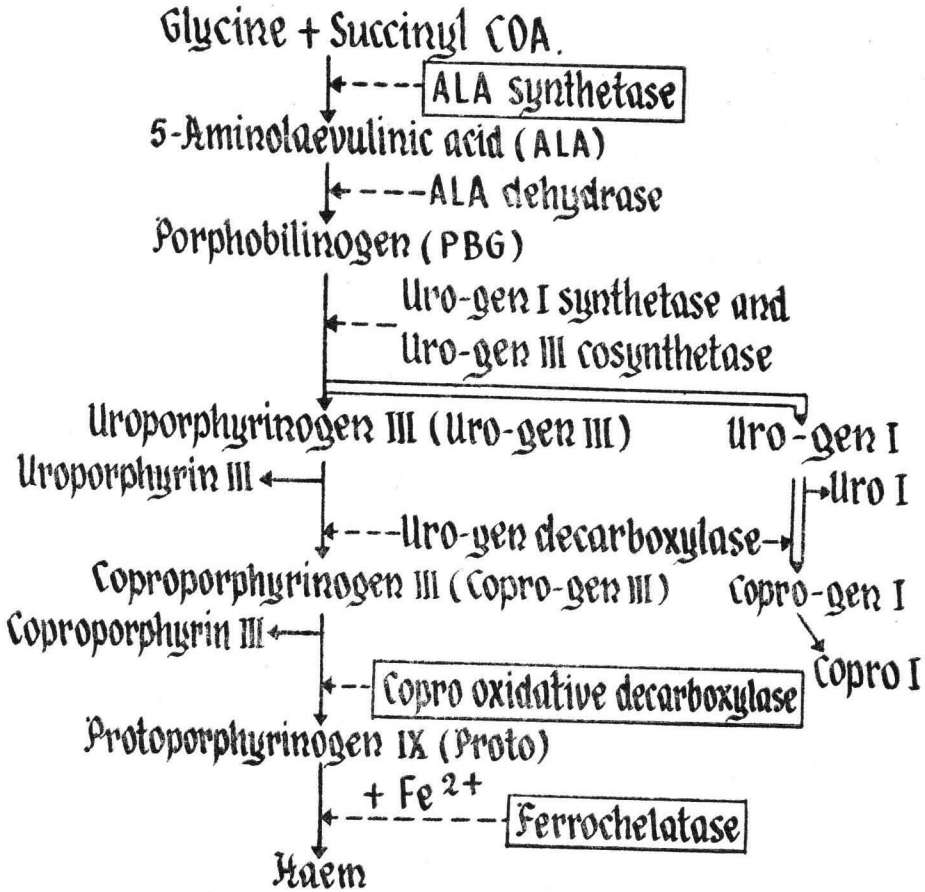 Glycine + Succinyl COA.
ALA synthetase
5-Aminolaevulinic acid (ALA)
ALA dehydrase
Porphobilinogen (PBG)
Uro-gen I synthetase and
Uro-gen III cosynthetase
Uroporphyrinogen III (Uro-gen III)
Uro-gen I
Uroporphyrin III
Uro I
Uro-gen decarboxylase
Coproporphyrinogen III (Copro-gen III)
Copro-gen I
Coproporphyrin III
Copro I
Copro oxidative decarboxylase
Protoporphyrinogen IX (Proto)
+ Fe²⁺
Ferrochelatase
Haem